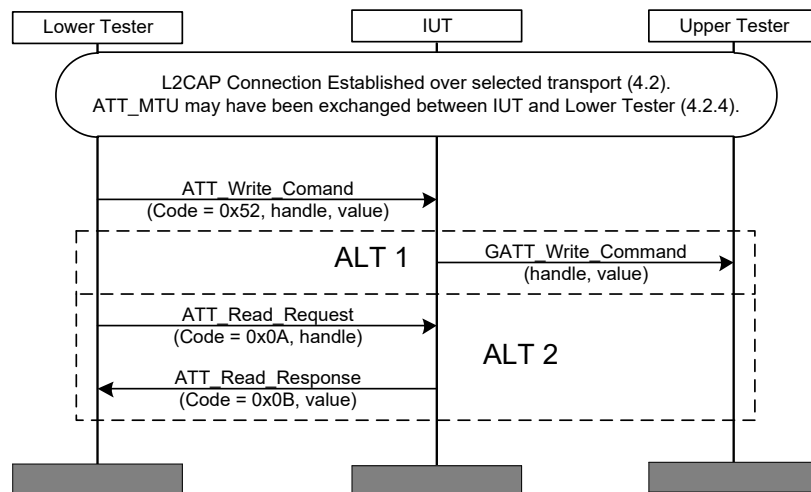 Lower Tester
IUT
Upper Tester
L2CAP Connection Established over selected transport (4.2).
ATT_MTU may have been exchanged between IUT and Lower Tester (4.2.4).
ATT_Write_Comand
(Code = 0x52, handle, value)
ALT 1
GATT_Write_Command
(handle, value)
ATT_Read_Request
(Code = 0x0A, handle)
ALT 2
ATT_Read_Response
(Code = 0x0B, value)